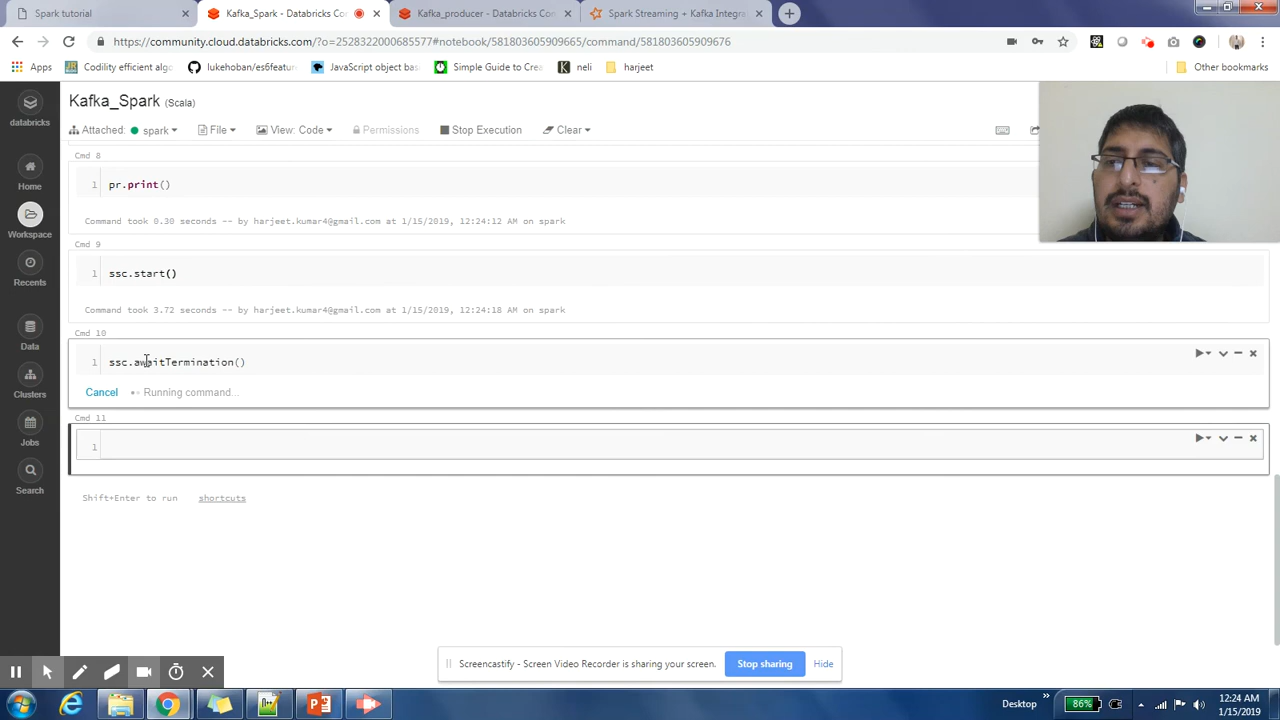 Spark tutorial
Kafka_Spark - Databricks Co
Kafka_producer - Databricks Co
Spark Streaming + Kafka Integra
https://community.cloud.databricks.com/?o=2528322000685577#notebook/581803605909665/command/581803605909676
Apps
Codility efficient algo
lukehoban/es6featur
JavaScript object bas
Simple Guide to Crea
neli
harjeet
Other bookmarks
Kafka_Spark (Scala)
databricks
Attached: spark
File
View: Code
Permissions
Stop Execution
Clear
Home
Workspace
Recents
Data
Clusters
Jobs
Search
Cmd 8
1 pr.print()
Command took 0.30 seconds -- by harjeet.kumar4@gmail.com at 1/15/2019, 12:24:12 AM on spark
Cmd 9
1 ssc.start()
Command took 3.72 seconds -- by harjeet.kumar4@gmail.com at 1/15/2019, 12:24:18 AM on spark
Cmd 10
1 ssc.awaitTermination()
Cancel Running command...
Cmd 11
1
Shift+Enter to run shortcuts
Screencastify - Screen Video Recorder is sharing your screen.
Stop sharing
Hide
Desktop
86%
12:24 AM
1/15/2019